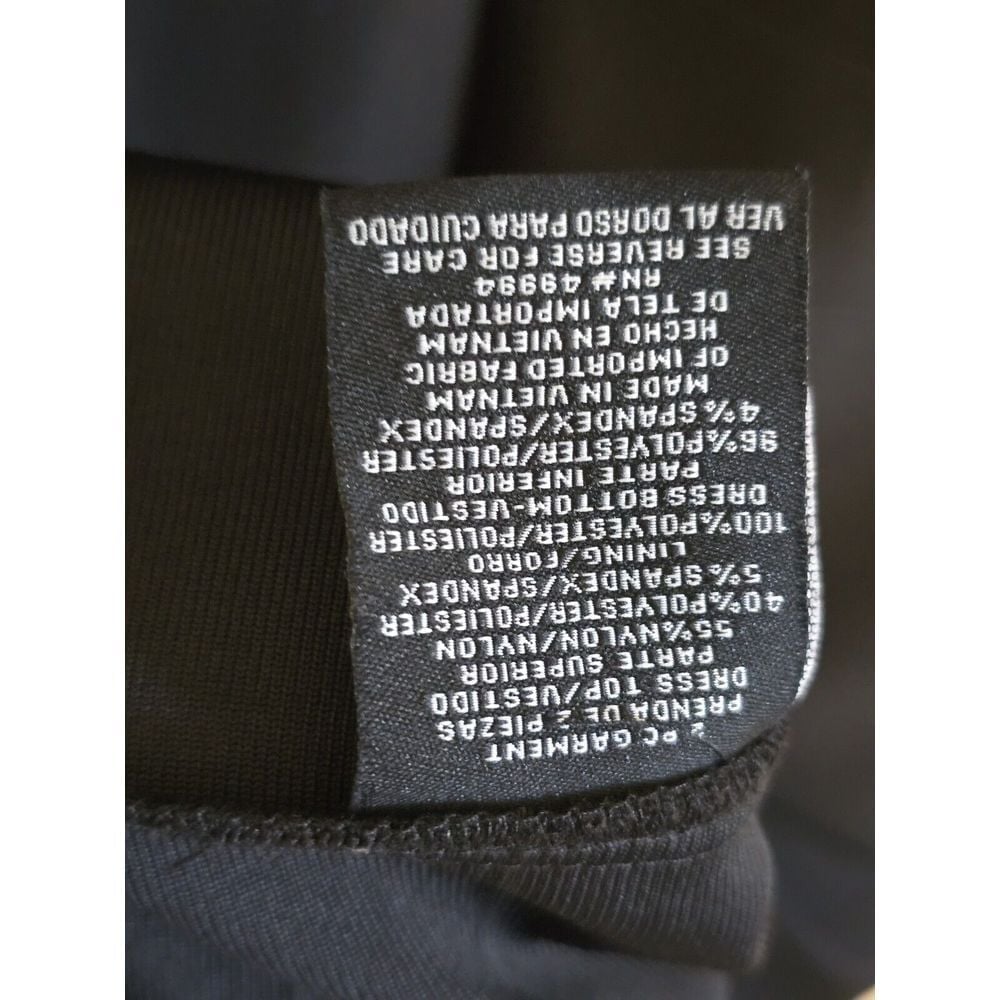 2 PC GARMENT
PRENDA DE 2 PIEZAS
DRESS TOP/VESTIDO
PARTE SUPERIOR
55%NYLON/NYLON
40%POLYESTER/POLIESTER
5%SPANDEX/SPANDEX
LINING/FORRO
100%POLYESTER/POLIESTER
DRESS BOTTOM-VESTIDO
PARTE INFERIOR
96%POLYESTER/POLIESTER
4%SPANDEX/SPANDEX
MADE IN VIETNAM
OF IMPORTED FABRIC
HECHO EN VIETNAM
DE TELA IMPORTADA
RN# 49994
SEE REVERSE FOR CARE
VER AL DORSO PARA CUIDADO